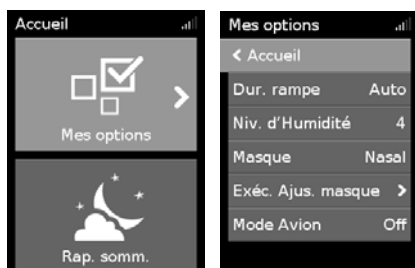 Accueil
Mes options
Rap. somm.
Mes options
Accueil
Dur. rampe Auto
Niv. d'Humidité 4
Masque Nasal
Exéc. Ajus. masque
Mode Avion Off